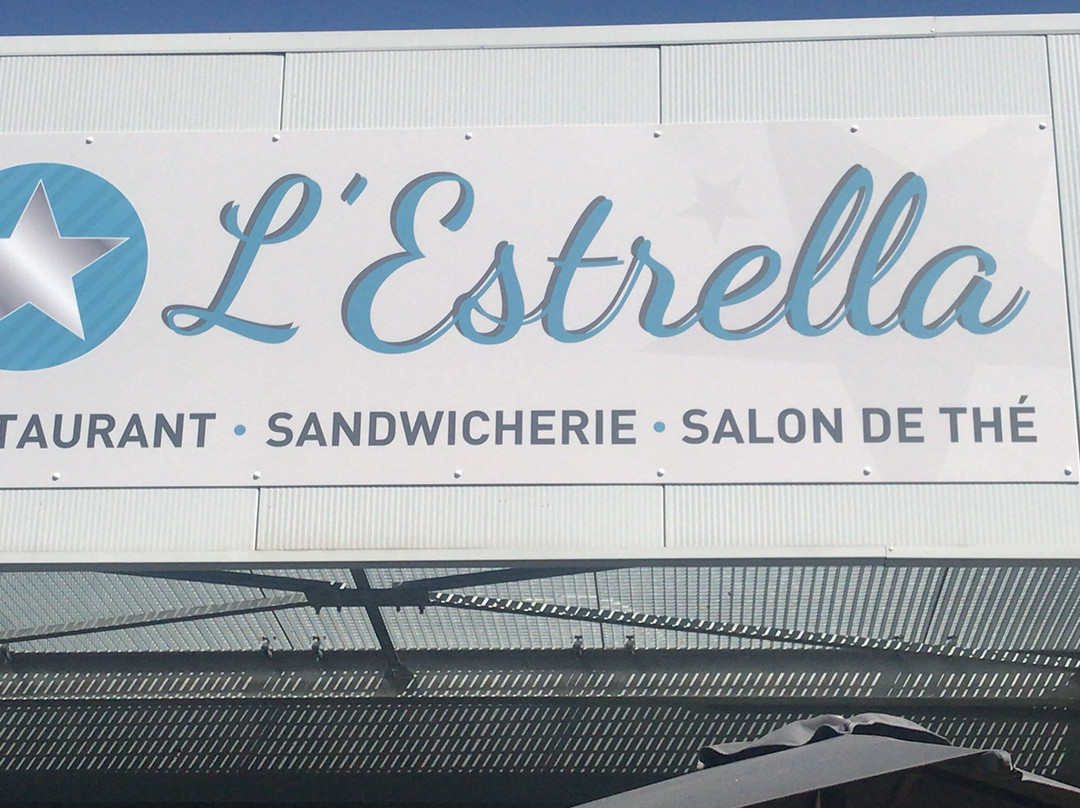 L'Estrella
TAURANT • SANDWICHERIE • SALON DE THÉ